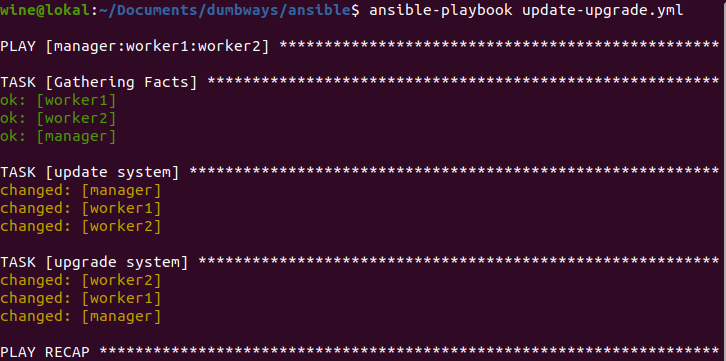 wine@lokal:~/Documents/dumbways/ansible$ ansible-playbook update-upgrade.yml
PLAY [manager:worker1:worker2] *************************************************
TASK [Gathering Facts] *********************************************************
ok: [worker1]
ok: [worker2]
ok: [manager]
TASK [update system] ***********************************************************
changed: [manager]
changed: [worker1]
changed: [worker2]
TASK [upgrade system] **********************************************************
changed: [worker2]
changed: [worker1]
changed: [manager]
PLAY RECAP *********************************************************************